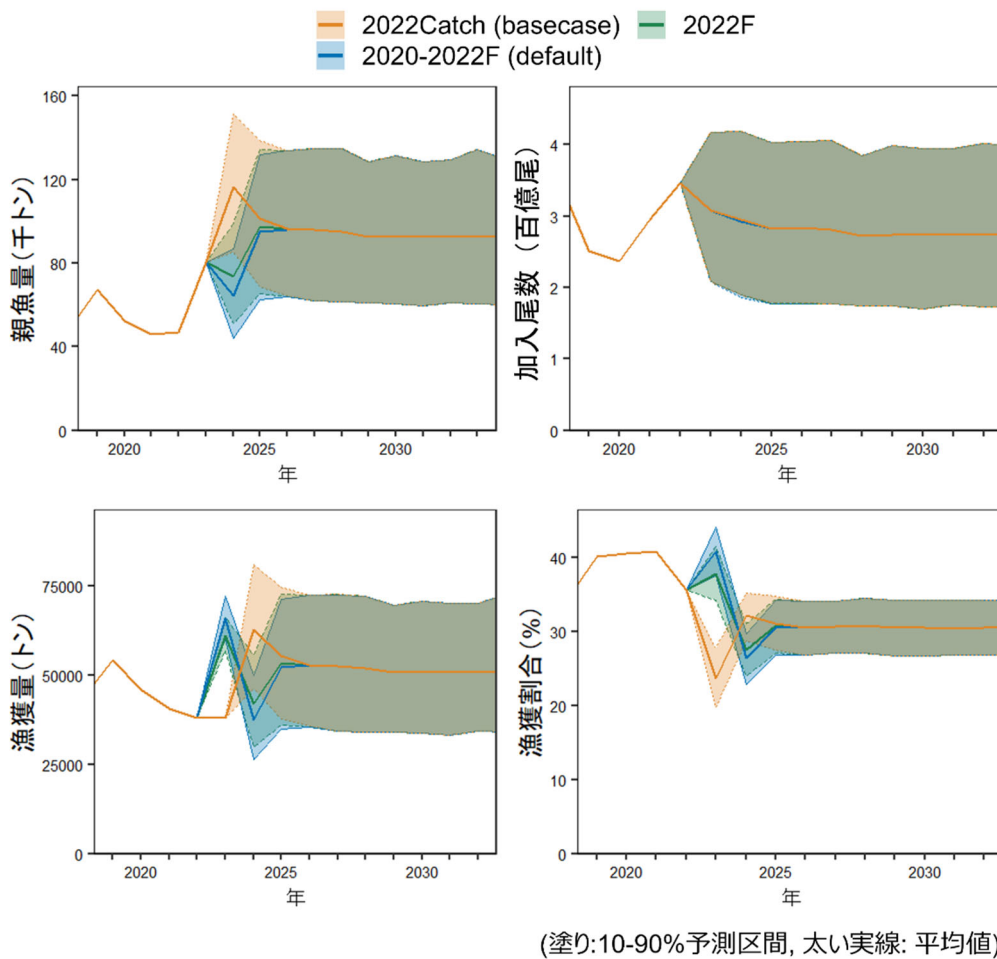 2022Catch (basecase) 2022F
2020-2022F (default)
親魚量(千トン)
160
120
80
40
0
2020 2025 2030
年
加入尾数 (百億尾)
4
3
2
1
0
2020 2025 2030
年
漁獲量(トン)
75000
50000
25000
0
2020 2025 2030
年
漁獲割合(%)
40
30
20
10
0
2020 2025 2030
年
(塗り:10-90%予測区間, 太い実線: 平均値)